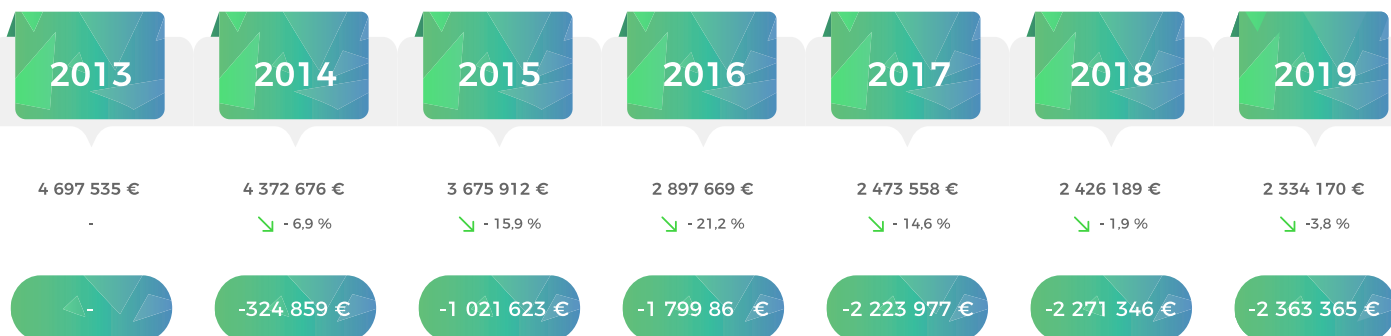 2013 2014 2015 2016 2017 2018 2019
4 697 535 € 4 372 676 € 3 675 912 € 2 897 669 € 2 473 558 € 2 426 189 € 2 334 170 €
- - 6,9 % - 15,9 % - 21,2 % - 14,6 % - 1,9 % -3,8 %
- -324 859 € -1 021 623 € -1 799 86 € -2 223 977 € -2 271 346 € -2 363 365 €